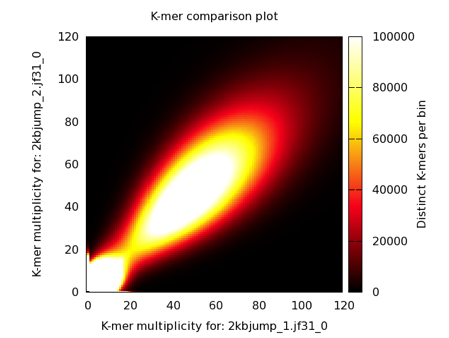 K-mer comparison plot
K-mer multiplicity for: 2kbjump_2.jf31_0
120
100
80
60
40
20
0
0 20 40 60 80 100 120
K-mer multiplicity for: 2kbjump_1.jf31_0
100000
80000
60000
40000
20000
0
Distinct K-mers per bin